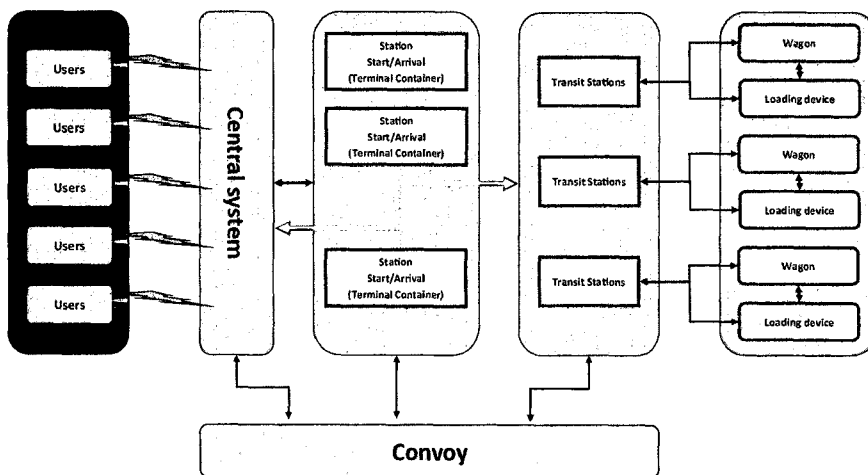 Users
Users
Users
Users
Users
Central system
Station
Start/Arrival
(Terminal Container)
Station
Start/Arrival
(Terminal Container)
Station
Start/Arrival
(Terminal Container)
Transit Stations
Transit Stations
Transit Stations
Wagon
Loading device
Wagon
Loading device
Wagon
Loading device
Convoy